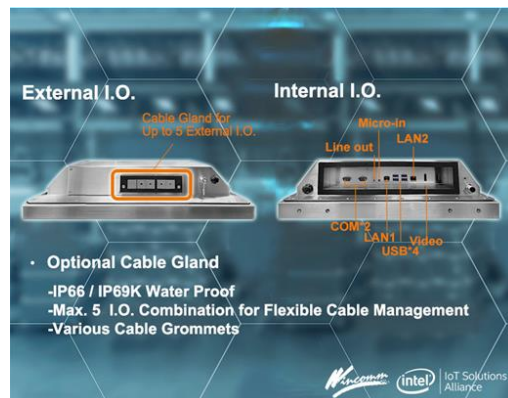 External I.O.
Internal I.O.
Cable Gland for
Up to 5 External I.O.
Micro-in
Line out
LAN2
COM*2
LAN1
USB*4
Video
· Optional Cable Gland
-IP66 / IP69K Water Proof
-Max. 5 I.O. Combination for Flexible Cable Management
-Various Cable Grommets
Wincomm
intel
IoT Solutions
Alliance